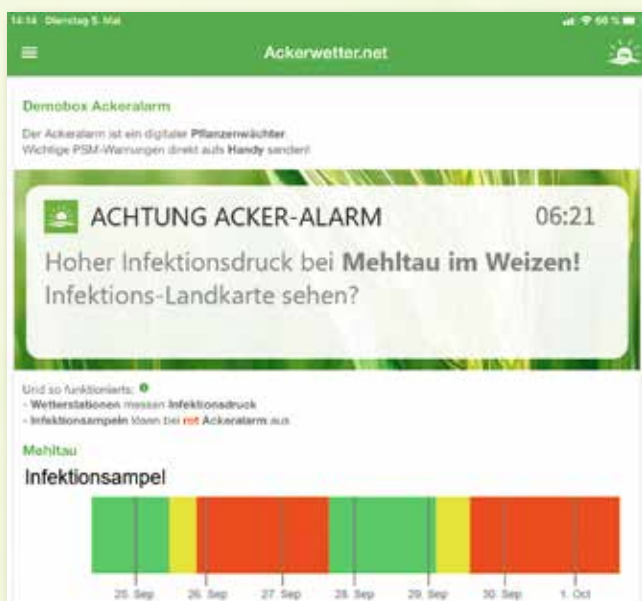 14:14 Dienstag 5. Mai
66 %
Ackerwetter.net
Demobox Ackeralarm
Der Ackeralarm ist ein digitaler Pflanzenwächter
Wichtige PSM-Warnungen direkt aufs Handy senden!
ACHTUNG ACKER-ALARM 06:21
Hoher Infektionsdruck bei Mehltau im Weizen!
Infektions-Landkarte sehen?
Und so funktionierts:
- Wetterstationen messen Infektionsdruck
- Infektionsampeln lösen bei rot Ackeralarm aus
Mehltau
Infektionsampel
25. Sep 26. Sep 27. Sep 28. Sep 29. Sep 30. Sep 1. Oct